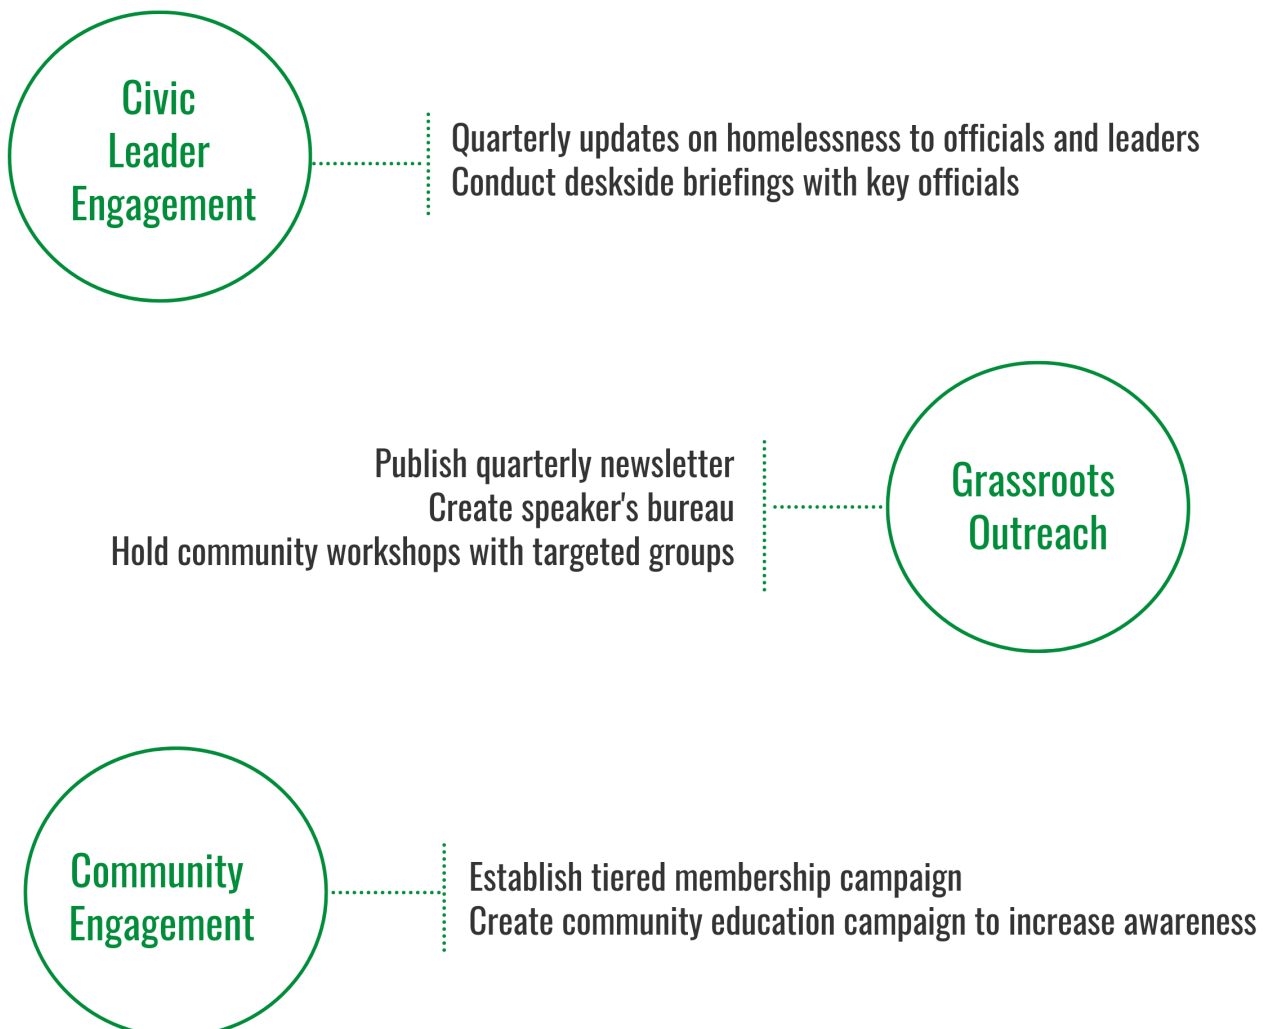 Civic
Leader
Engagement
Quarterly updates on homelessness to officials and leaders
Conduct deskside briefings with key officials
Publish quarterly newsletter
Create speaker's bureau
Hold community workshops with targeted groups
Grassroots
Outreach
Community
Engagement
Establish tiered membership campaign
Create community education campaign to increase awareness